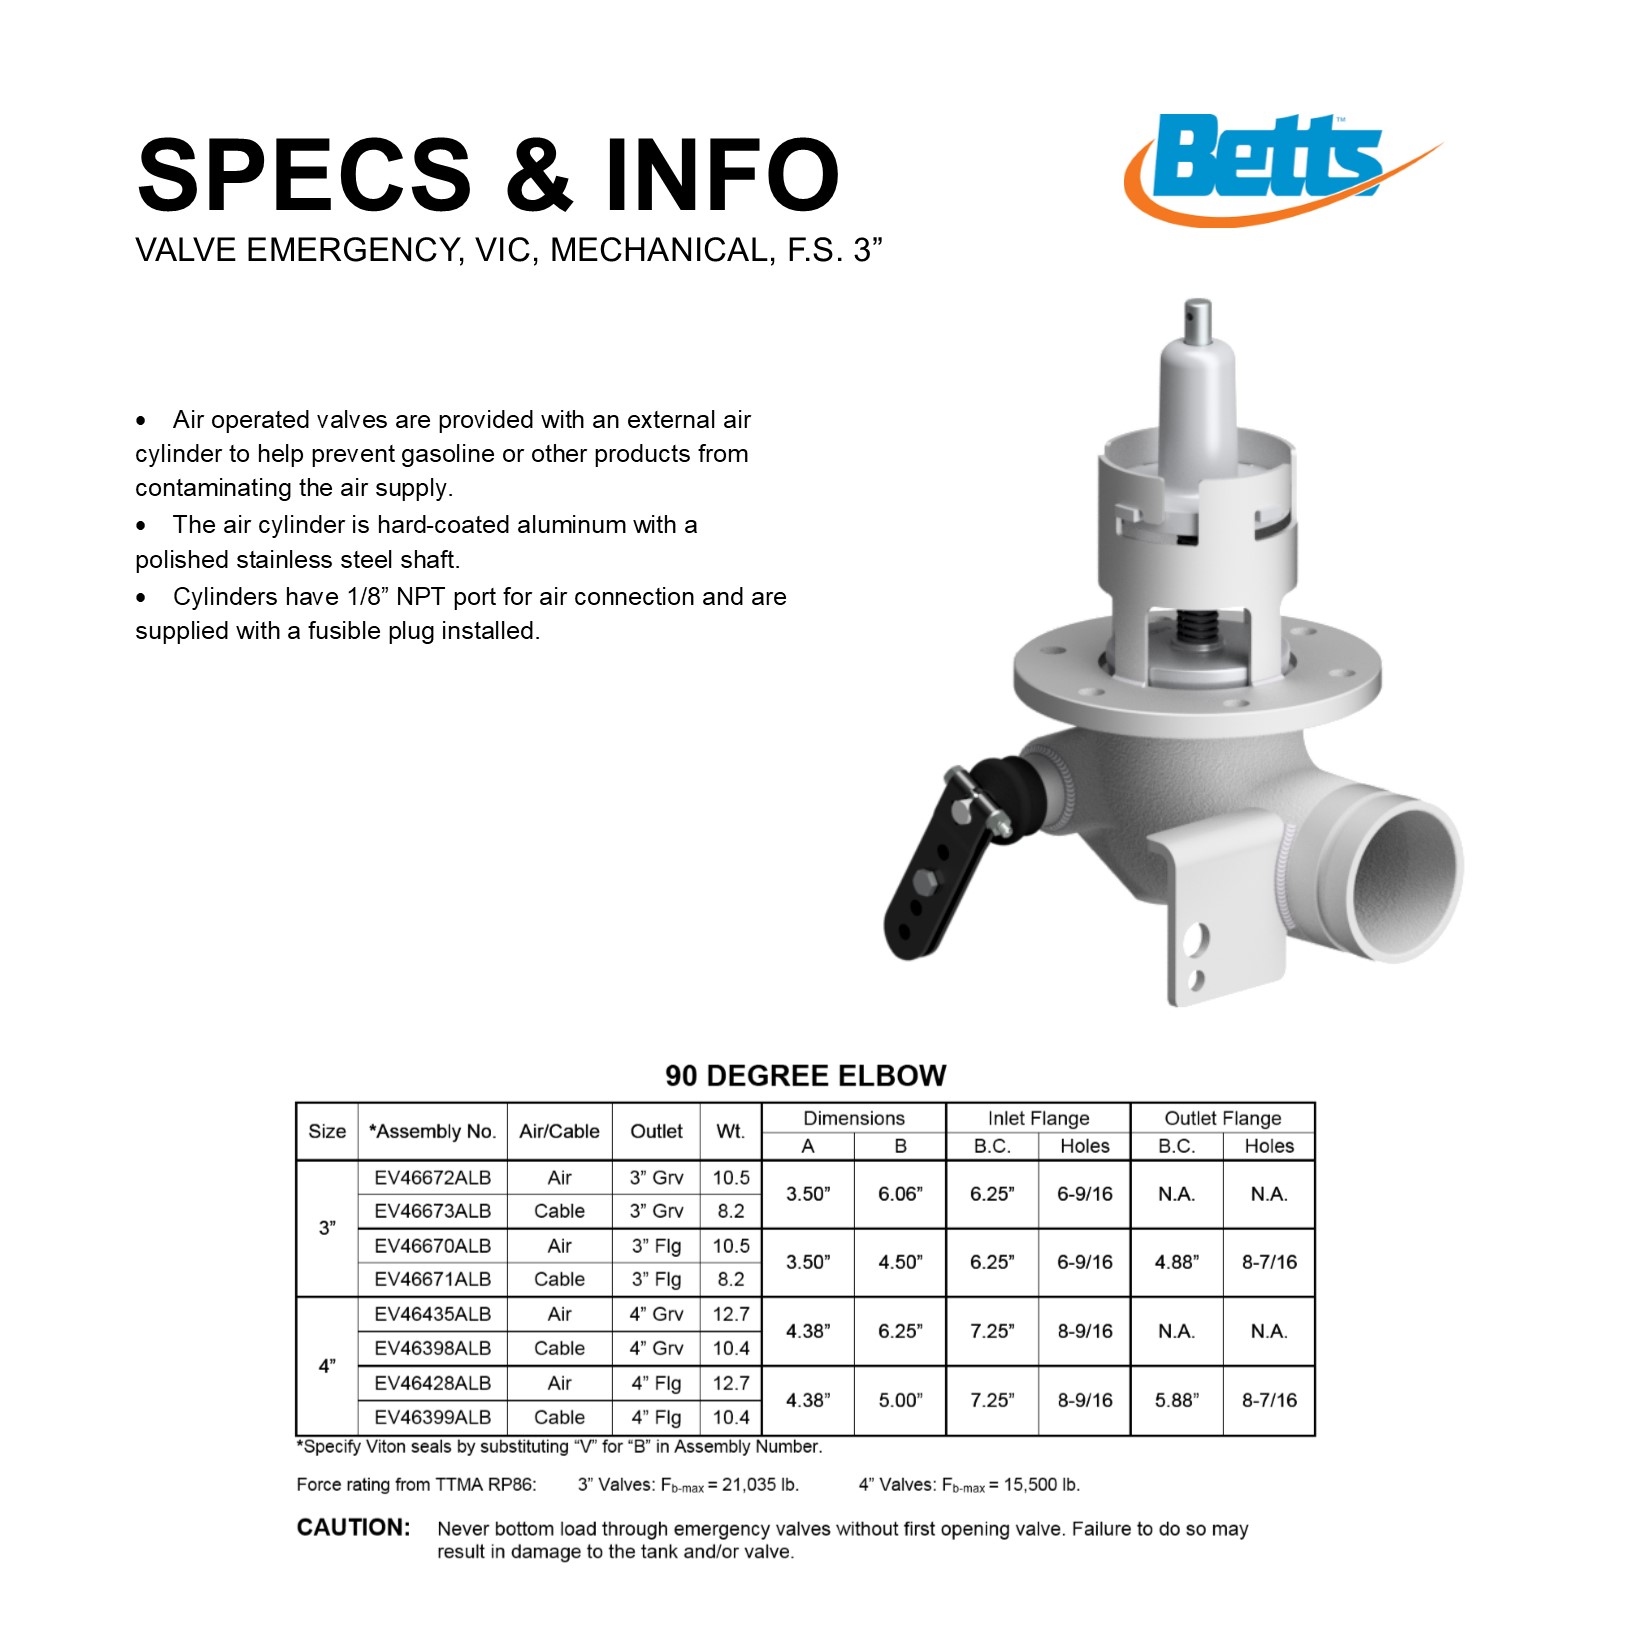 Betts™
SPECS & INFO
VALVE EMERGENCY, VIC, MECHANICAL, F.S. 3”
• Air operated valves are provided with an external air
cylinder to help prevent gasoline or other products from
contaminating the air supply.
• The air cylinder is hard-coated aluminum with a
polished stainless steel shaft.
• Cylinders have 1/8” NPT port for air connection and are
supplied with a fusible plug installed.
90 DEGREE ELBOW
Size *Assembly No. Air/Cable Outlet Wt. Dimensions Inlet Flange Outlet Flange
A B B.C. Holes B.C. Holes
3” EV46672ALB Air 3” Grv 10.5 3.50” 6.06” 6.25” 6-9/16 N.A. N.A.
EV46673ALB Cable 3” Grv 8.2
EV46670ALB Air 3” Flg 10.5 3.50” 4.50” 6.25” 6-9/16 4.88” 8-7/16
EV46671ALB Cable 3” Flg 8.2
4” EV46435ALB Air 4” Grv 12.7 4.38” 6.25” 7.25” 8-9/16 N.A. N.A.
EV46398ALB Cable 4” Grv 10.4
EV46428ALB Air 4” Flg 12.7 4.38” 5.00” 7.25” 8-9/16 5.88” 8-7/16
EV46399ALB Cable 4” Flg 10.4
*Specify Viton seals by substituting “V” for “B” in Assembly Number.
Force rating from TTMA RP86: 3” Valves: Fb-max = 21,035 lb. 4” Valves: Fb-max = 15,500 lb.
CAUTION: Never bottom load through emergency valves without first opening valve. Failure to do so may
result in damage to the tank and/or valve.